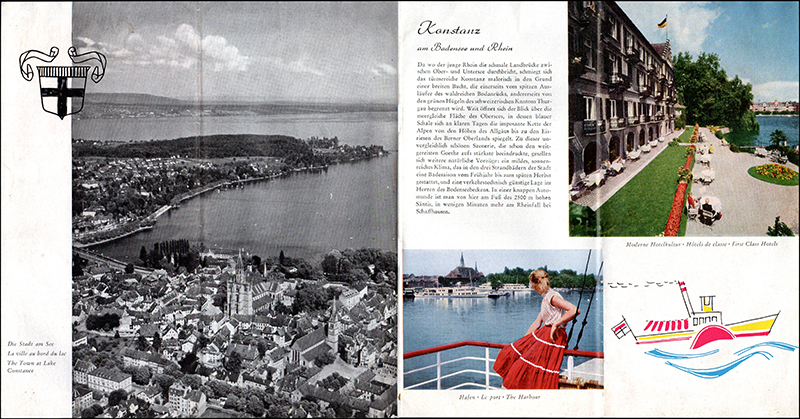 Konstanz
am Bodensee und Rhein
Da wo der junge Rhein die schmale Landbrücke zwi-
schen Ober- und Untersee durchbricht, schmiegt sich
das türmereiche Konstanz malerisch in den Grund
einer breiten Bucht, die einerseits vom spitzen Aus-
läufer des waldreichen Bodanrücks, andererseits von
den grünen Hügeln des schweizerischen Kantons Thur-
gau begrenzt wird. Weit öffnet sich der Blick über die
meergleiche Fläche des Obersees, in dessen blauer
Schale sich an klaren Tagen die imposante Kette der
Alpen von den Höhen des Allgäus bis zu den Eis-
riesen des Berner Oberlands spiegelt. Zu dieser un-
vergleichlich schönen Szenerie, die schon den weit-
gereisten Goethe aufs stärkste beeindruckte, gesellen
sich weitere natürliche Vorzüge: ein mildes, sonnen-
reiches Klima, das in den drei Strandbädern der Stadt
eine Badesaison vom Frühjahr bis zum späten Herbst
gestattet, und eine verkehrstechnisch günstige Lage im
Herzen des Bodenseebeckens. In einer knappen Auto-
stunde ist man von hier am Fuß des 2500 m hohen
Säntis, in wenigen Minuten mehr am Rheinfall bei
Schaffhausen.
Moderne Hotelkultur · Hôtels de classe · First Class Hotels
Die Stadt am See
La ville au bord du lac
The Town at Lake
Constance
Hafen · Le port · The Harbour